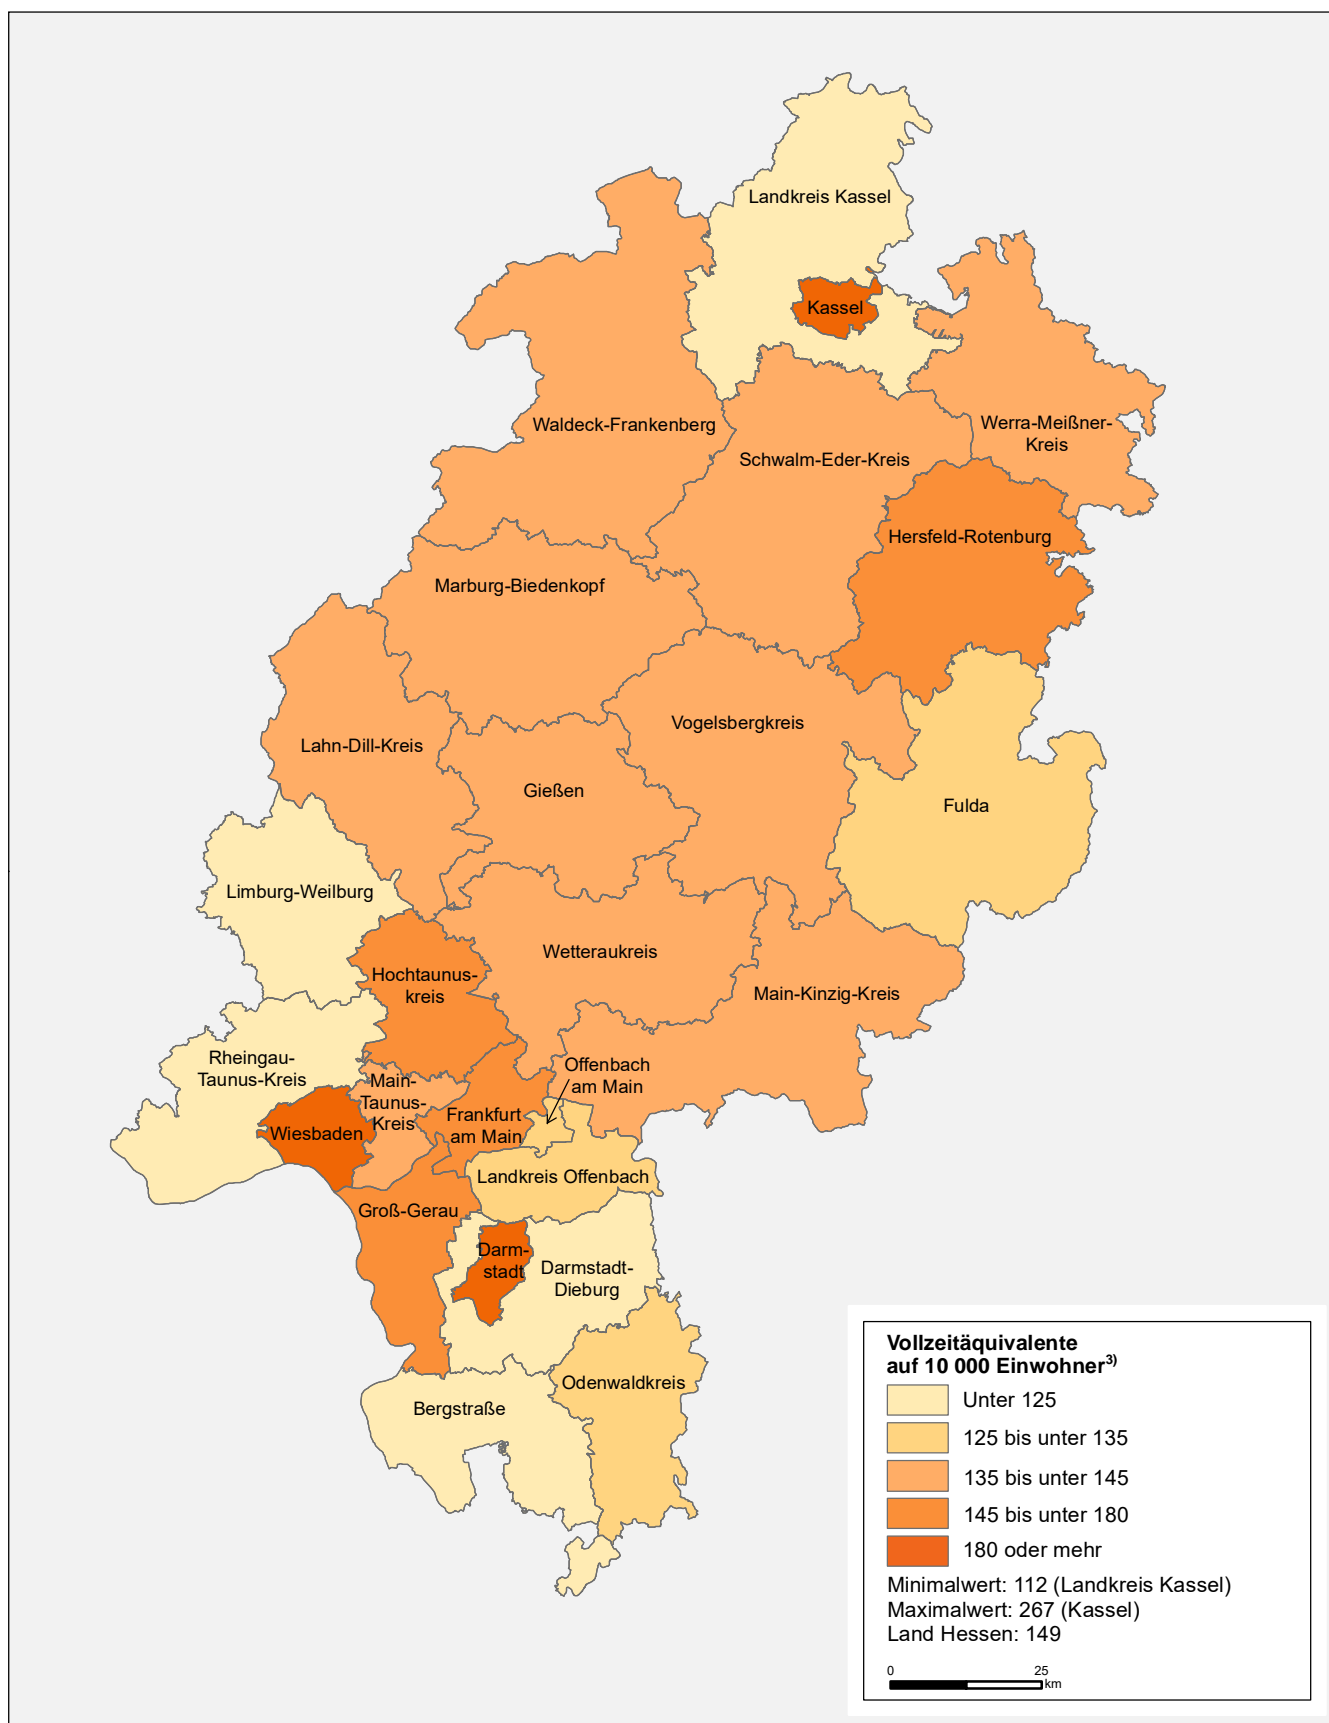 Landkreis Kassel
Kassel
Waldeck-Frankenberg
Werra-Meißner-
Kreis
Schwalm-Eder-Kreis
Hersfeld-Rotenburg
Marburg-Biedenkopf
Vogelsbergkreis
Lahn-Dill-Kreis
Gießen
Fulda
Limburg-Weilburg
Wetteraukreis
Hochtaunus-
kreis
Main-Kinzig-Kreis
Rheingau-
Taunus-Kreis
Offenbach
am Main
Main-
Taunus-
Kreis
Frankfurt
am Main
Wiesbaden
Landkreis Offenbach
Groß-Gerau
Darm-
stadt
Darmstadt-
Dieburg
Odenwaldkreis
Bergstraße
Vollzeitäquivalente
auf 10 000 Einwohner³⁾
Unter 125
125 bis unter 135
135 bis unter 145
145 bis unter 180
180 oder mehr
Minimalwert: 112 (Landkreis Kassel)
Maximalwert: 267 (Kassel)
Land Hessen: 149
0 25
km